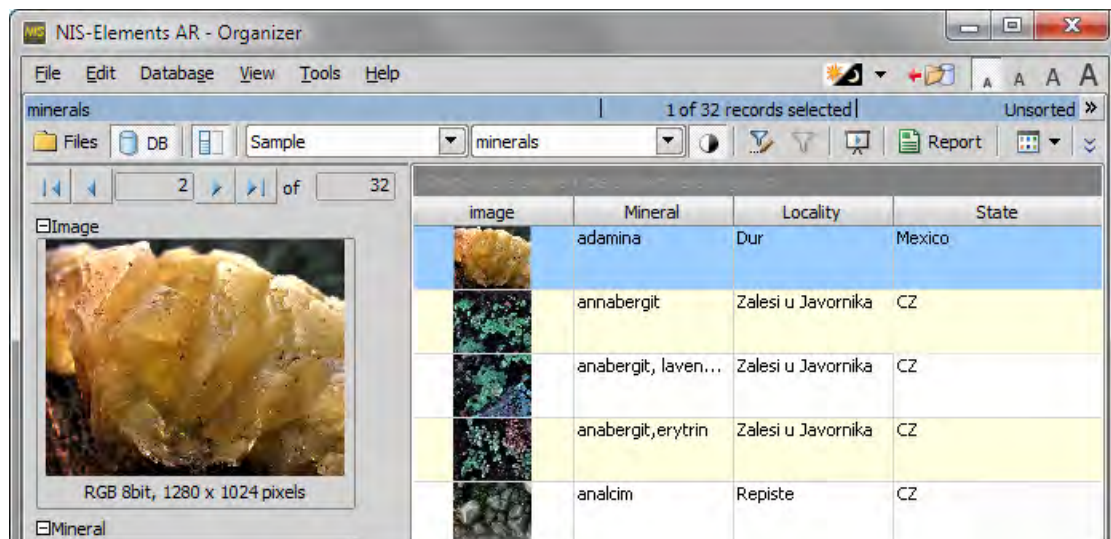 NIS NIS-Elements AR - Organizer
File Edit Database View Tools Help A A A A
minerals 1 of 32 records selected Unsorted »
Files DB Sample minerals Report
2 of 32
image Mineral Locality State
Image
adamina Dur Mexico
annabergit Zalesi u Javornika CZ
anabergit, laven... Zalesi u Javornika CZ
anabergit,erytrin Zalesi u Javornika CZ
RGB 8bit, 1280 x 1024 pixels
analcim Repiste CZ
Mineral